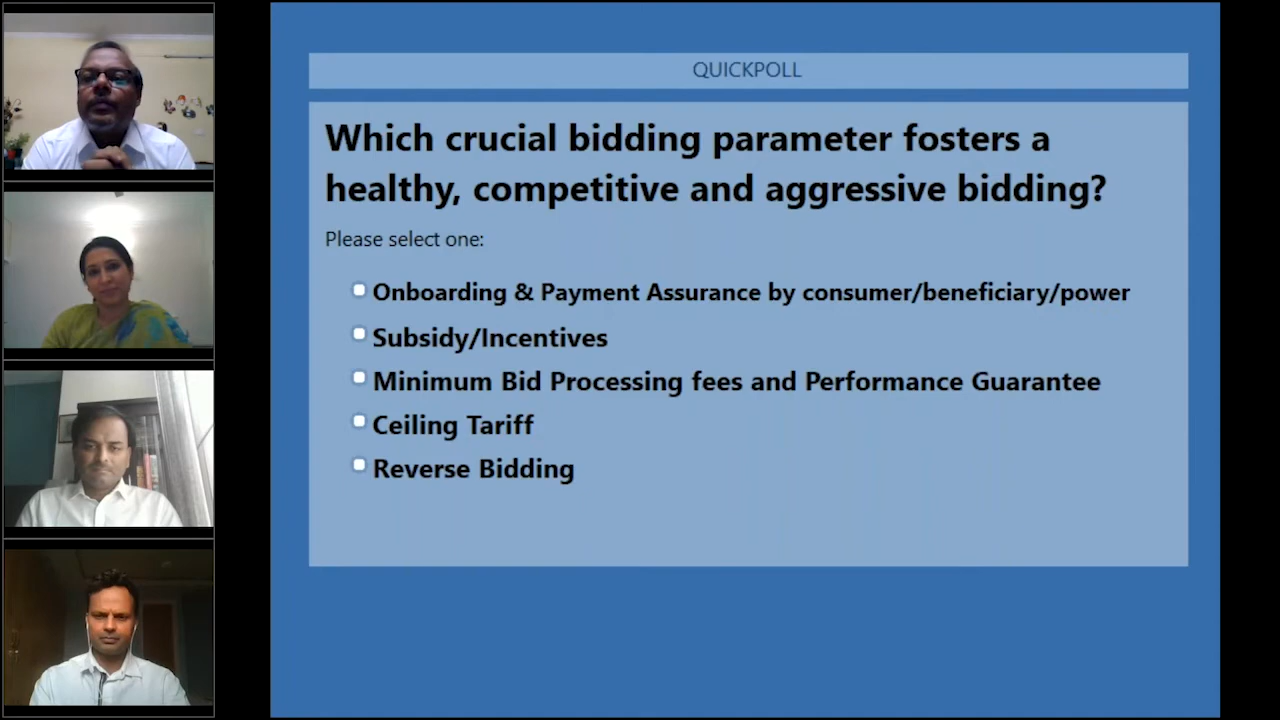 QUICKPOLL
Which crucial bidding parameter fosters a
healthy, competitive and aggressive bidding?
Please select one:
Onboarding & Payment Assurance by consumer/beneficiary/power
Subsidy/Incentives
Minimum Bid Processing fees and Performance Guarantee
Ceiling Tariff
Reverse Bidding